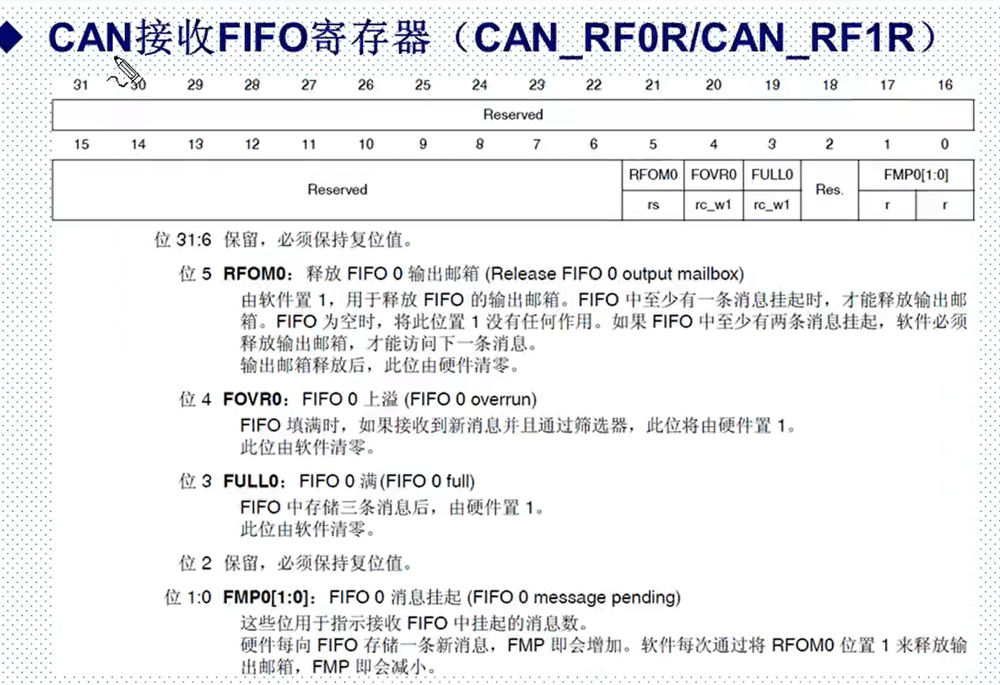 CAN接收FIFO寄存器（CAN_RF0R/CAN_RF1R）
31 30 29 28 27 26 25 24 23 22 21 20 19 18 17 16
Reserved
15 14 13 12 11 10 9 8 7 6 5 4 3 2 1 0
Reserved RFOM0 FOVR0 FULL0 Res. FMP0[1:0]
rs rc_w1 rc_w1 r r
位 31:6 保留，必须保持复位值。
位 5 RFOM0：释放 FIFO 0 输出邮箱 (Release FIFO 0 output mailbox)
由软件置 1，用于释放 FIFO 的输出邮箱。FIFO 中至少有一条消息挂起时，才能释放输出邮
箱。FIFO 为空时，将此位置 1 没有任何作用。如果 FIFO 中至少有两条消息挂起，软件必须
释放输出邮箱，才能访问下一条消息。
输出邮箱释放后，此位由硬件清零。
位 4 FOVR0：FIFO 0 上溢 (FIFO 0 overrun)
FIFO 填满时，如果接收到新消息并且通过筛选器，此位将由硬件置 1。
此位由软件清零。
位 3 FULL0：FIFO 0 满(FIFO 0 full)
FIFO 中存储三条消息后，由硬件置 1。
此位由软件清零。
位 2 保留，必须保持复位值。
位 1:0 FMP0[1:0]：FIFO 0 消息挂起 (FIFO 0 message pending)
这些位用于指示接收 FIFO 中挂起的消息数。
硬件每向 FIFO 存储一条新消息，FMP 即会增加。软件每次通过将 RFOM0 位置 1 来释放输
出邮箱，FMP 即会减小。